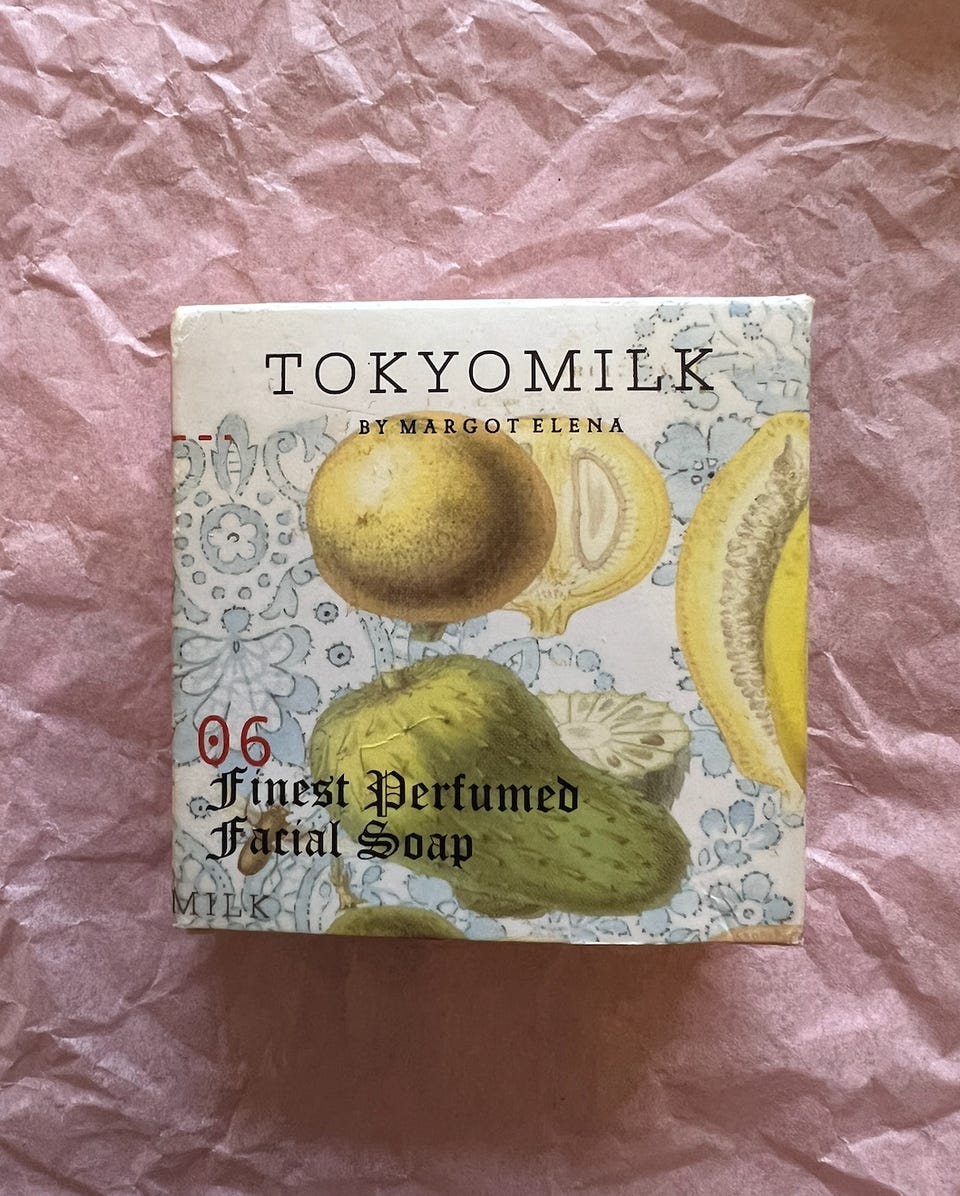 TOKYOMILK
BY MARGOT ELENA
06
Finest Perfumed
Facial Soap
MILK